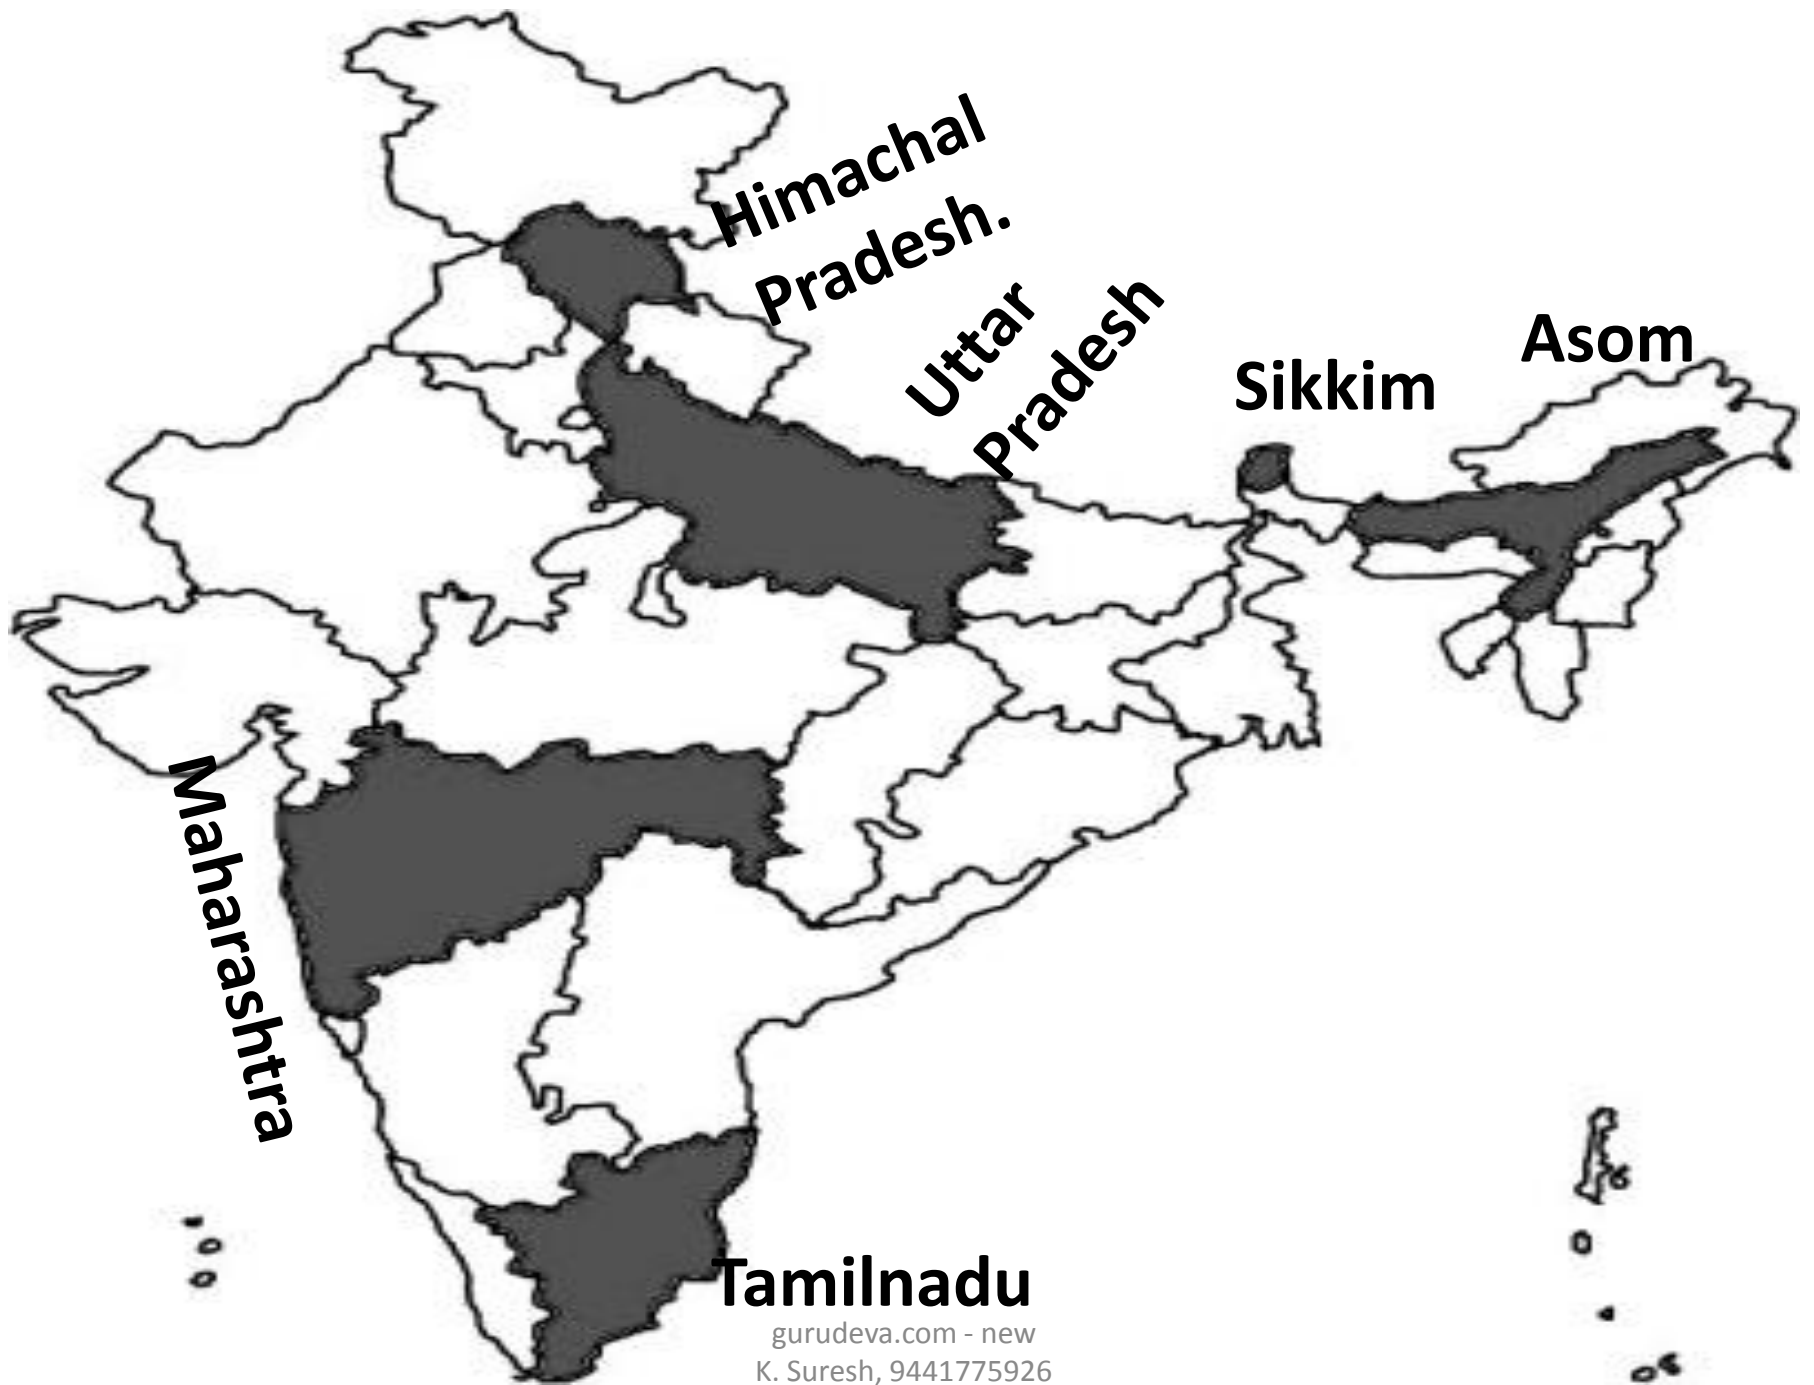 Himachal
Pradesh.
Uttar
Pradesh
Asom
Sikkim
Maharashtra
Tamilnadu
gurudeva.com - new
K. Suresh, 9441775926